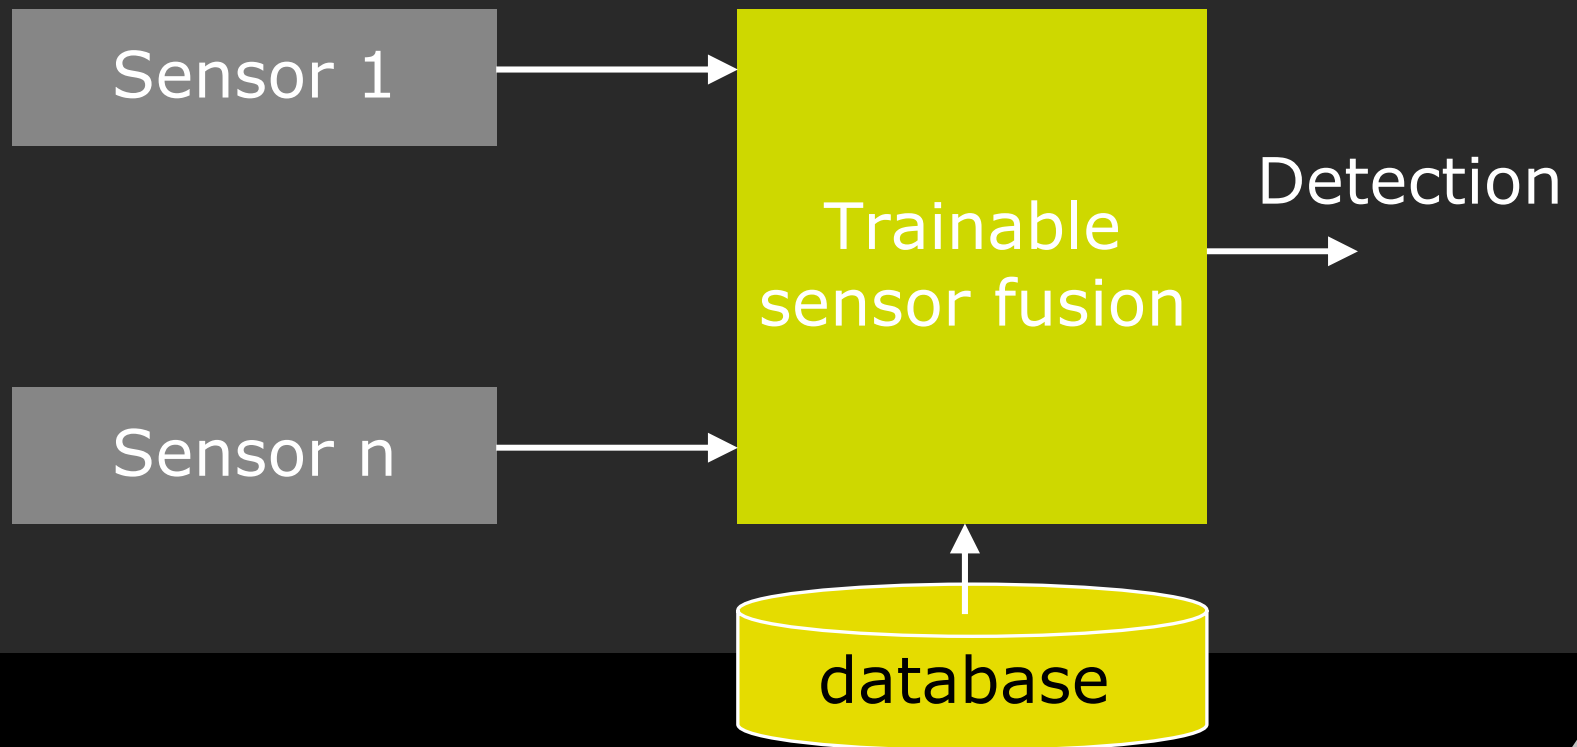 Sensor 1
Detection
Trainable
sensor fusion
Sensor n
database